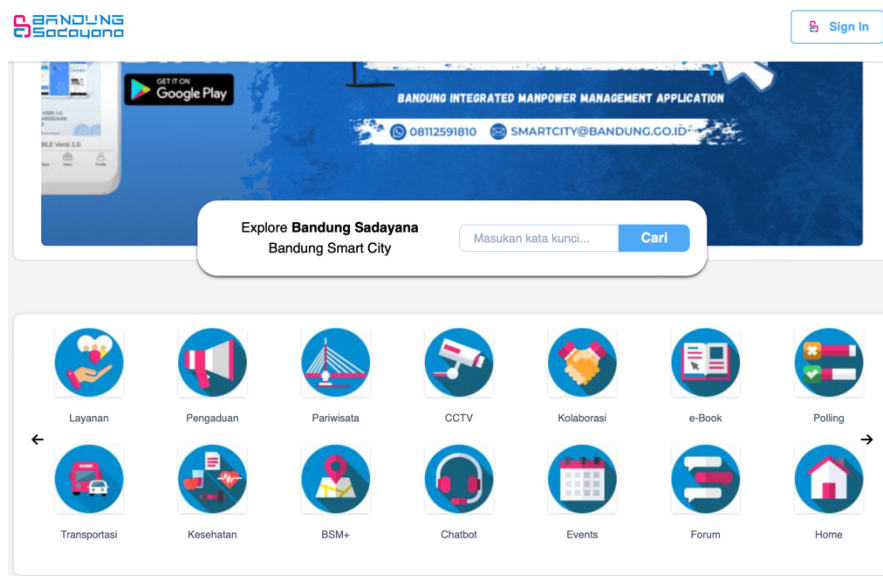 BANDUNG
Sadayana
Sign In
GET IT ON
Google Play
BANDUNG INTEGRATED MANPOWER MANAGEMENT APPLICATION
08112591810 SMARTCITY@BANDUNG.GO.ID
Explore Bandung Sadayana
Bandung Smart City
Masukan kata kunci...
Cari
Layanan
Pengaduan
Pariwisata
CCTV
Kolaborasi
e-Book
Polling
Transportasi
Kesehatan
BSM+
Chatbot
Events
Forum
Home